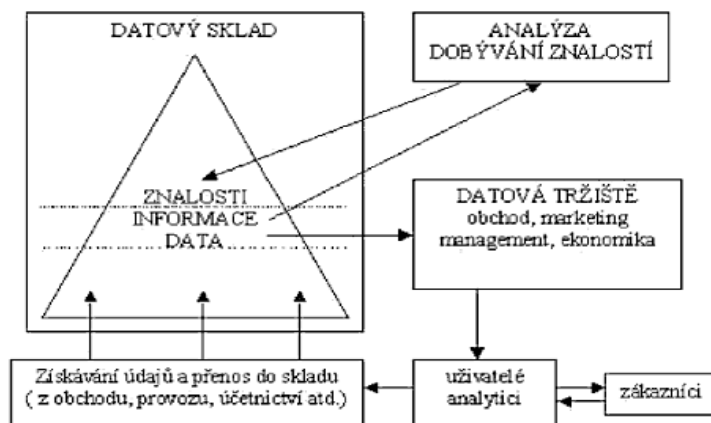 DATOVÝ SKLAD
ANALÝZA
DOBÝVÁNÍ ZNALOSTÍ
ZNALOSTI
INFORMACE
DATA
DATOVÁ TRŽIŠTĚ
obchod, marketing
management, ekonomika
Získávání údajů a přenos do skladu
( z obchodu, provozu, účetnictví atd.)
uživatelé
analytici
zákazníci